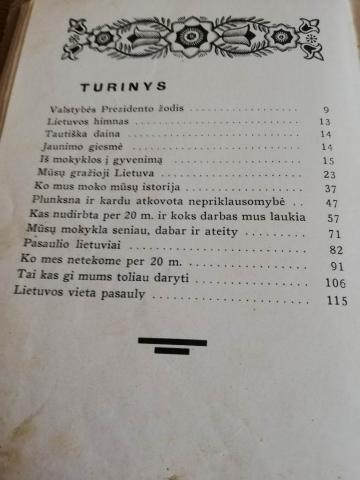 TURINYS
Valstybės Prezidento žodis . . . . . . . . . . . . . . . 9
Lietuvos himnas . . . . . . . . . . . . . . . . . . . . . 13
Tautiška daina . . . . . . . . . . . . . . . . . . . . . . 14
Jaunimo giesmė . . . . . . . . . . . . . . . . . . . . . 14
Iš mokyklos į gyvenimą . . . . . . . . . . . . . . . . . 15
Mūsų gražioji Lietuva . . . . . . . . . . . . . . . . . . 23
Ko mus moko mūsų istorija . . . . . . . . . . . . . . . 37
Plunksna ir kardu atkovota nepriklausomybė . . 47
Kas nudirbta per 20 m. ir koks darbas mus laukia 57
Mūsų mokykla seniau, dabar ir ateity . . . . . . . . 71
Pasaulio lietuviai . . . . . . . . . . . . . . . . . . . . 82
Ko mes netekome per 20 m. . . . . . . . . . . . . . . 91
Tai kas gi mums toliau daryti . . . . . . . . . . . . . 106
Lietuvos vieta pasauly . . . . . . . . . . . . . . . . . 115